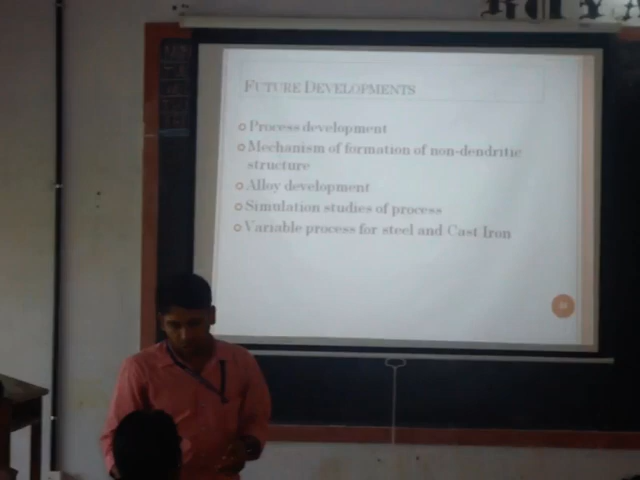 FUTURE DEVELOPMENTS
Process development
Mechanism of formation of non-dendritic
structure
Alloy development
Simulation studies of process
Variable process for steel and Cast Iron